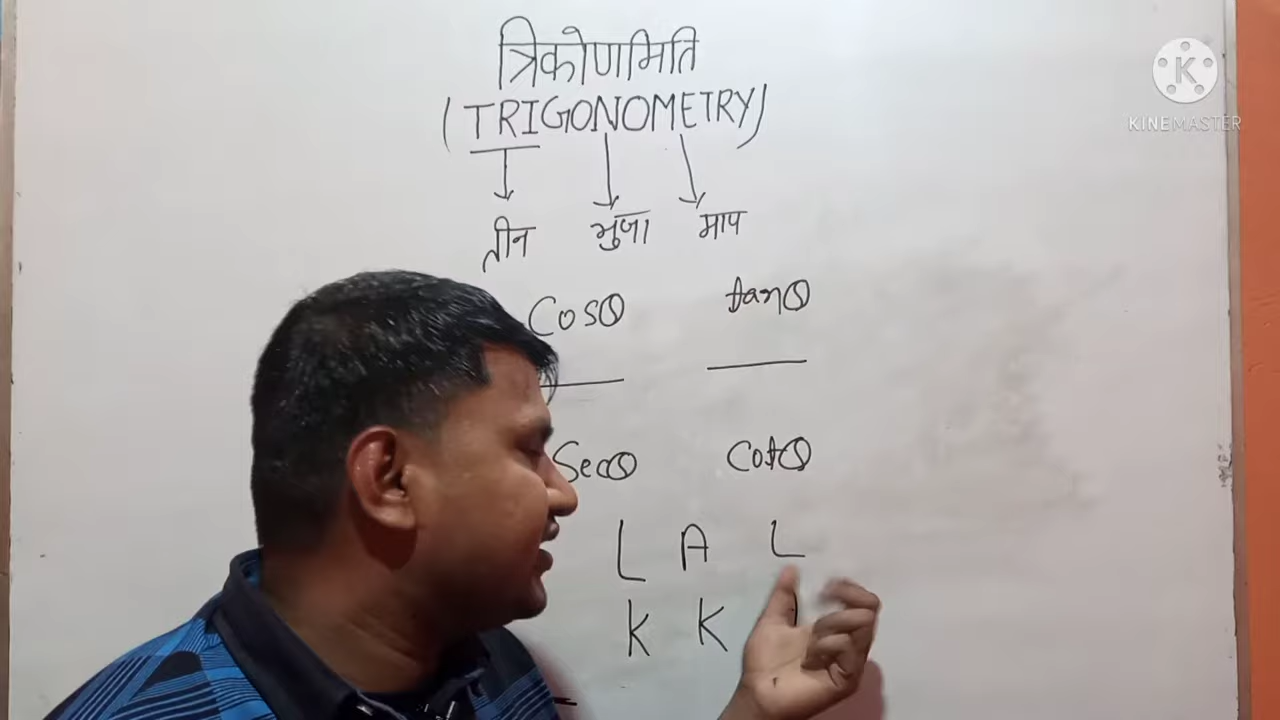 त्रिकोणमिति
(TRIGONOMETRY)
तीन भुजा माप
Cosθ tanθ
Secθ Cotθ
L A L
K K
K
KINEMASTER